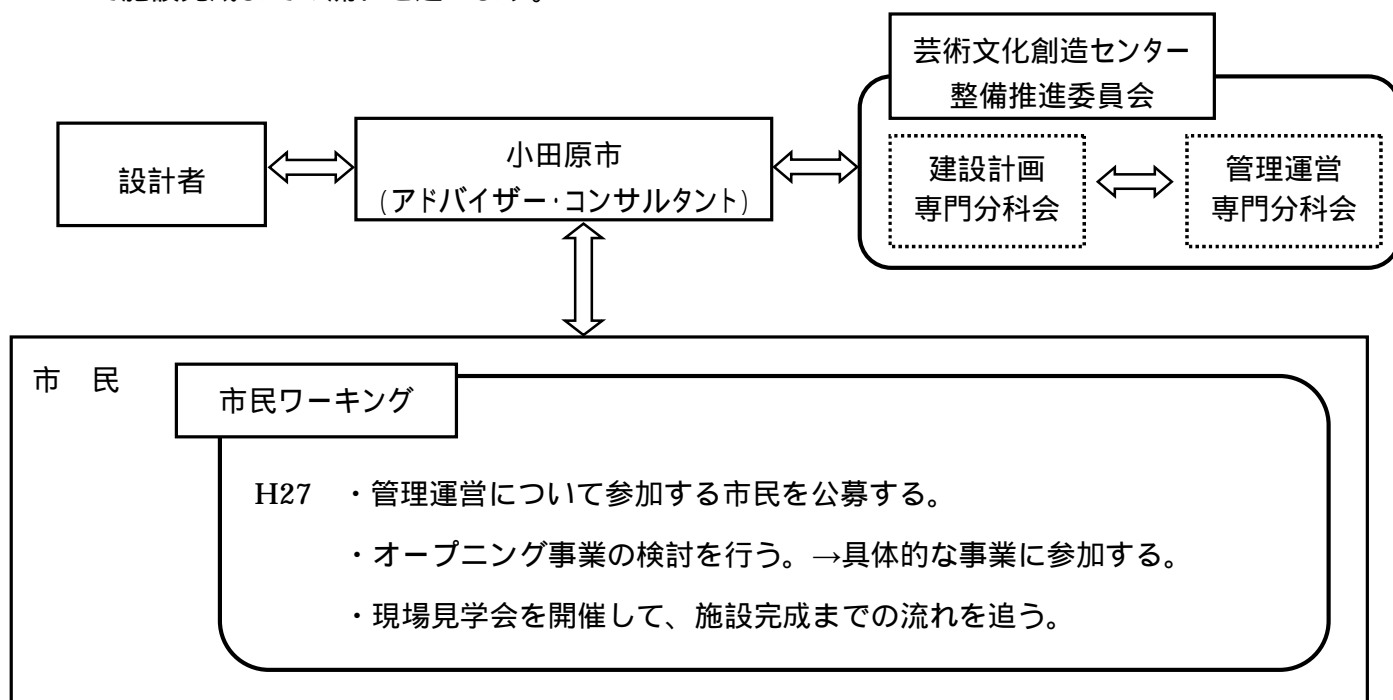 芸術文化創造センター
整備推進委員会
設計者
小田原市
(アドバイザー・コンサルタント)
建設計画
専門分科会
管理運営
専門分科会
市　民
市民ワーキング
H27　・管理運営について参加する市民を公募する。
・オープニング事業の検討を行う。→具体的な事業に参加する。
・現場見学会を開催して、施設完成までの流れを追う。